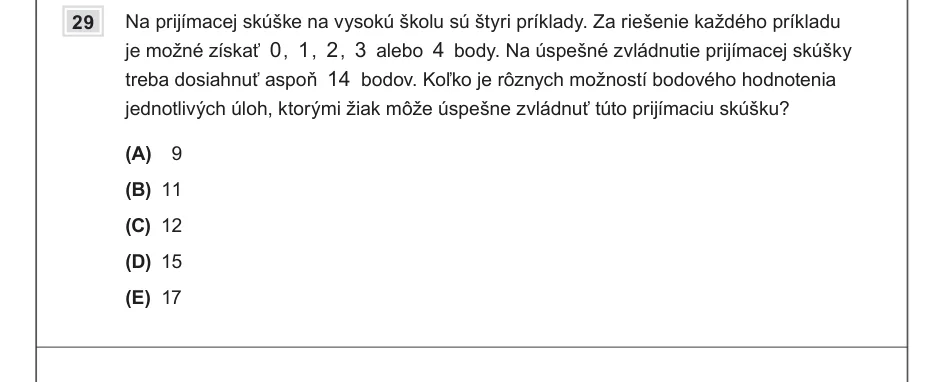 29 Na prijímacej skúške na vysokú školu sú štyri príklady. Za riešenie každého príkladu
je možné získať 0, 1, 2, 3 alebo 4 body. Na úspešné zvládnutie prijímacej skúšky
treba dosiahnuť aspoň 14 bodov. Koľko je rôznych možností bodového hodnotenia
jednotlivých úloh, ktorými žiak môže úspešne zvládnuť túto prijímaciu skúšku?
(A) 9
(B) 11
(C) 12
(D) 15
(E) 17